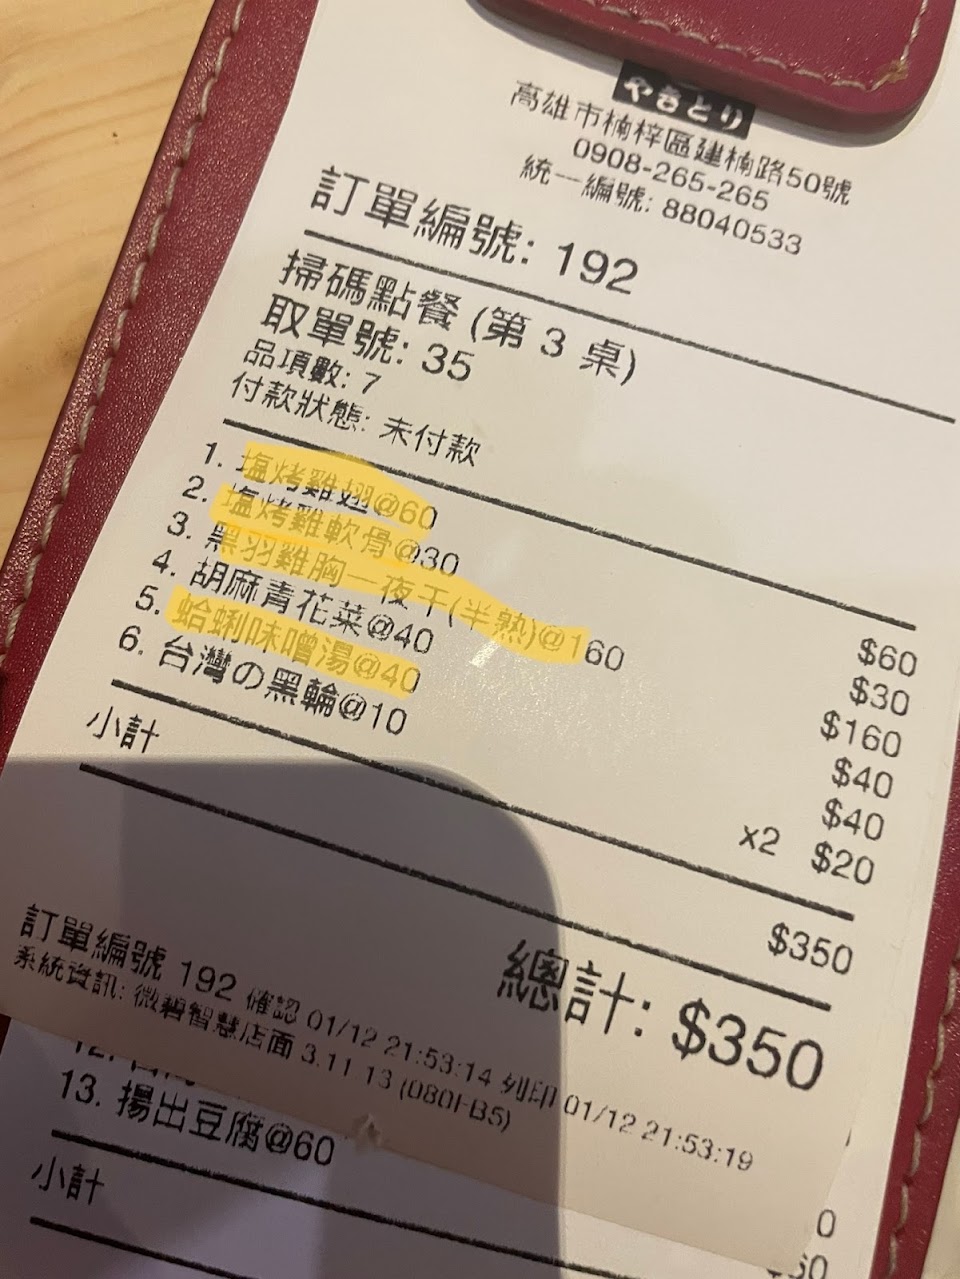 やきとり
高雄市楠梓區建楠路50號
0908-265-265
統一編號: 88040533
訂單編號: 192
掃碼點餐 (第 3 桌)
取單號: 35
品項數: 7
付款狀態: 未付款
1. 塩烤雞翅@60 $60
2. 塩烤雞軟骨@30 $30
3. 黑羽雞胸一夜干(半熟)@160 $160
4. 胡麻青花菜@40 $40
5. 蛤蜊味噌湯@40 $40
6. 台灣の黑輪@10 x2 $20
小計 $350
總計: $350
訂單編號 192 確認 01/12 21:53:14 列印 01/12 21:53:19
系統資訊: 微碧智慧店面 3.11 13
12.
13. 揚出豆腐@60
小計